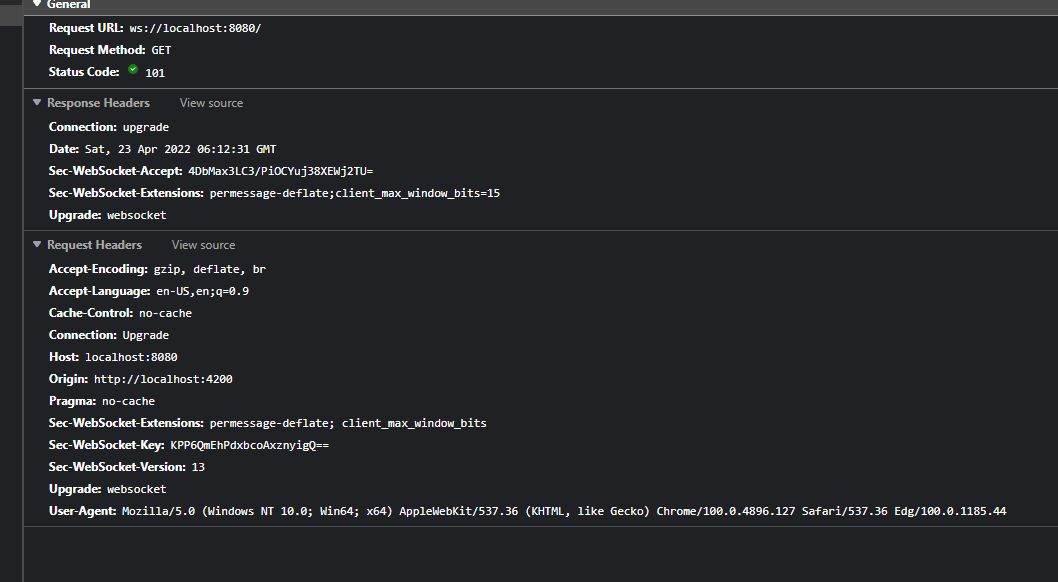 General
Request URL: ws://localhost:8080/
Request Method: GET
Status Code: 101
Response Headers View source
Connection: upgrade
Date: Sat, 23 Apr 2022 06:12:31 GMT
Sec-WebSocket-Accept: 4DbMax3LC3/PiOCYuj38XEWj2TU=
Sec-WebSocket-Extensions: permessage-deflate;client_max_window_bits=15
Upgrade: websocket
Request Headers View source
Accept-Encoding: gzip, deflate, br
Accept-Language: en-US,en;q=0.9
Cache-Control: no-cache
Connection: Upgrade
Host: localhost:8080
Origin: http://localhost:4200
Pragma: no-cache
Sec-WebSocket-Extensions: permessage-deflate; client_max_window_bits
Sec-WebSocket-Key: KPP6QmEhPdxbcoAxznyigQ==
Sec-WebSocket-Version: 13
Upgrade: websocket
User-Agent: Mozilla/5.0 (Windows NT 10.0; Win64; x64) AppleWebKit/537.36 (KHTML, like Gecko) Chrome/100.0.4896.127 Safari/537.36 Edg/100.0.1185.44